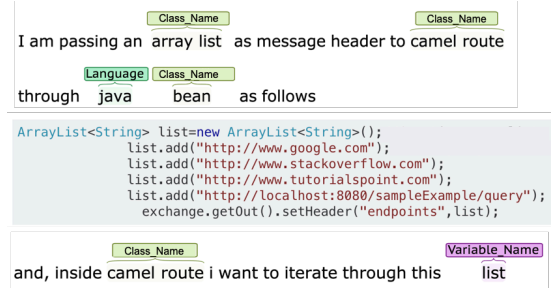 Class_Name Class_Name
I am passing an array list as message header to camel route
Language Class_Name
through java bean as follows
ArrayList<String> list=new ArrayList<String>();
list.add("http://www.google.com");
list.add("http://www.stackoverflow.com");
list.add("http://www.tutorialspoint.com");
list.add("http://localhost:8080/sampleExample/query");
exchange.getOut().setHeader("endpoints",list);
Class_Name Variable_Name
and, inside camel route i want to iterate through this list